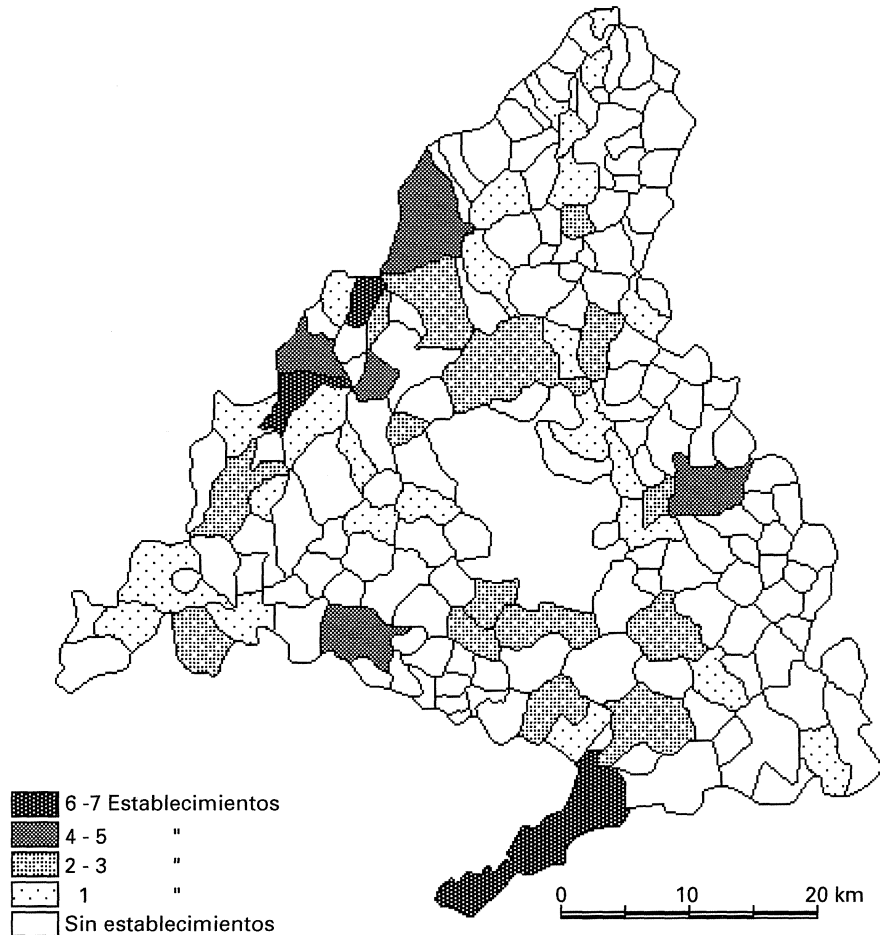 6 -7 Establecimientos
4 - 5 "
2 - 3 "
1 "
Sin establecimientos
0 10 20 km